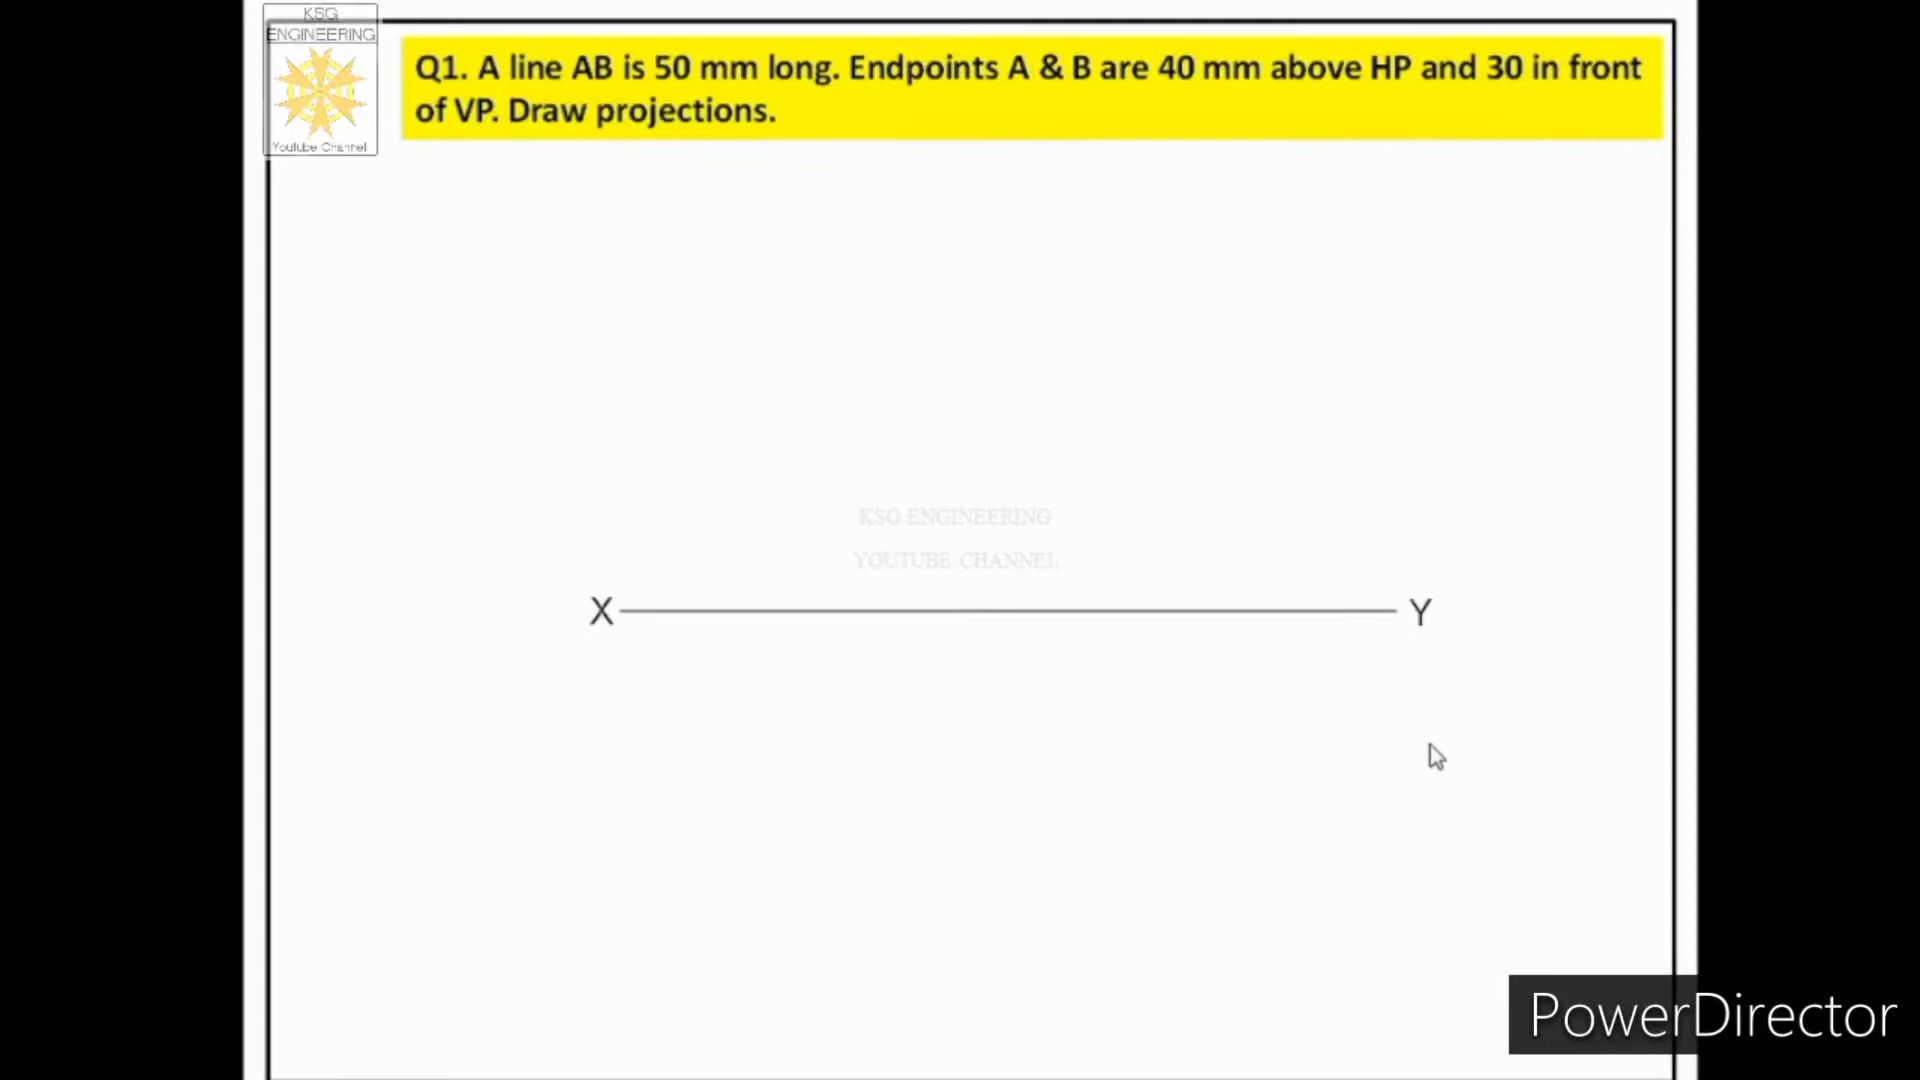 KSG
ENGINEERING
Youtube Channel
Q1. A line AB is 50 mm long. Endpoints A & B are 40 mm above HP and 30 in front
of VP. Draw projections.
KSG ENGINEERING
YOUTUBE CHANNEL
X
Y
PowerDirector